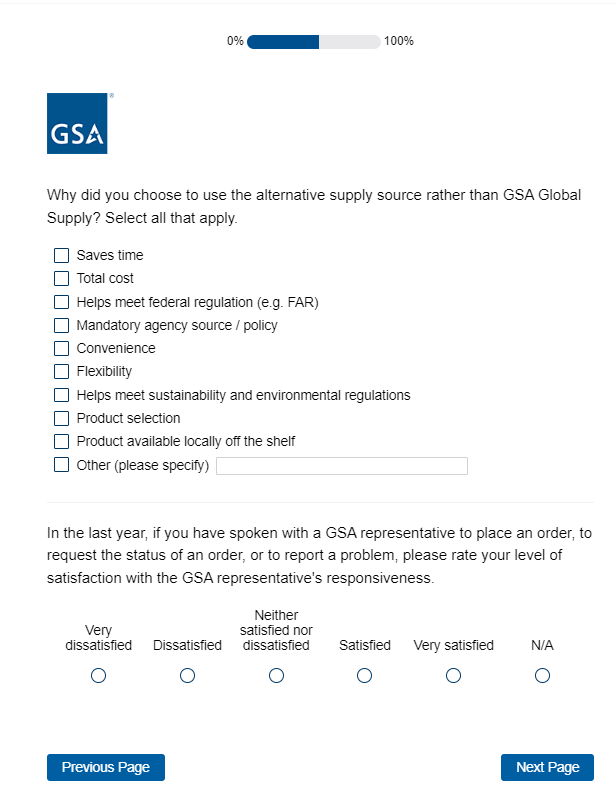 0% 100%
GSA
®
Why did you choose to use the alternative supply source rather than GSA Global
Supply? Select all that apply.
Saves time
Total cost
Helps meet federal regulation (e.g. FAR)
Mandatory agency source / policy
Convenience
Flexibility
Helps meet sustainability and environmental regulations
Product selection
Product available locally off the shelf
Other (please specify)
In the last year, if you have spoken with a GSA representative to place an order, to
request the status of an order, or to report a problem, please rate your level of
satisfaction with the GSA representative's responsiveness.
Very
dissatisfied
Dissatisfied
Neither
satisfied nor
dissatisfied
Satisfied
Very satisfied
N/A
Previous Page
Next Page